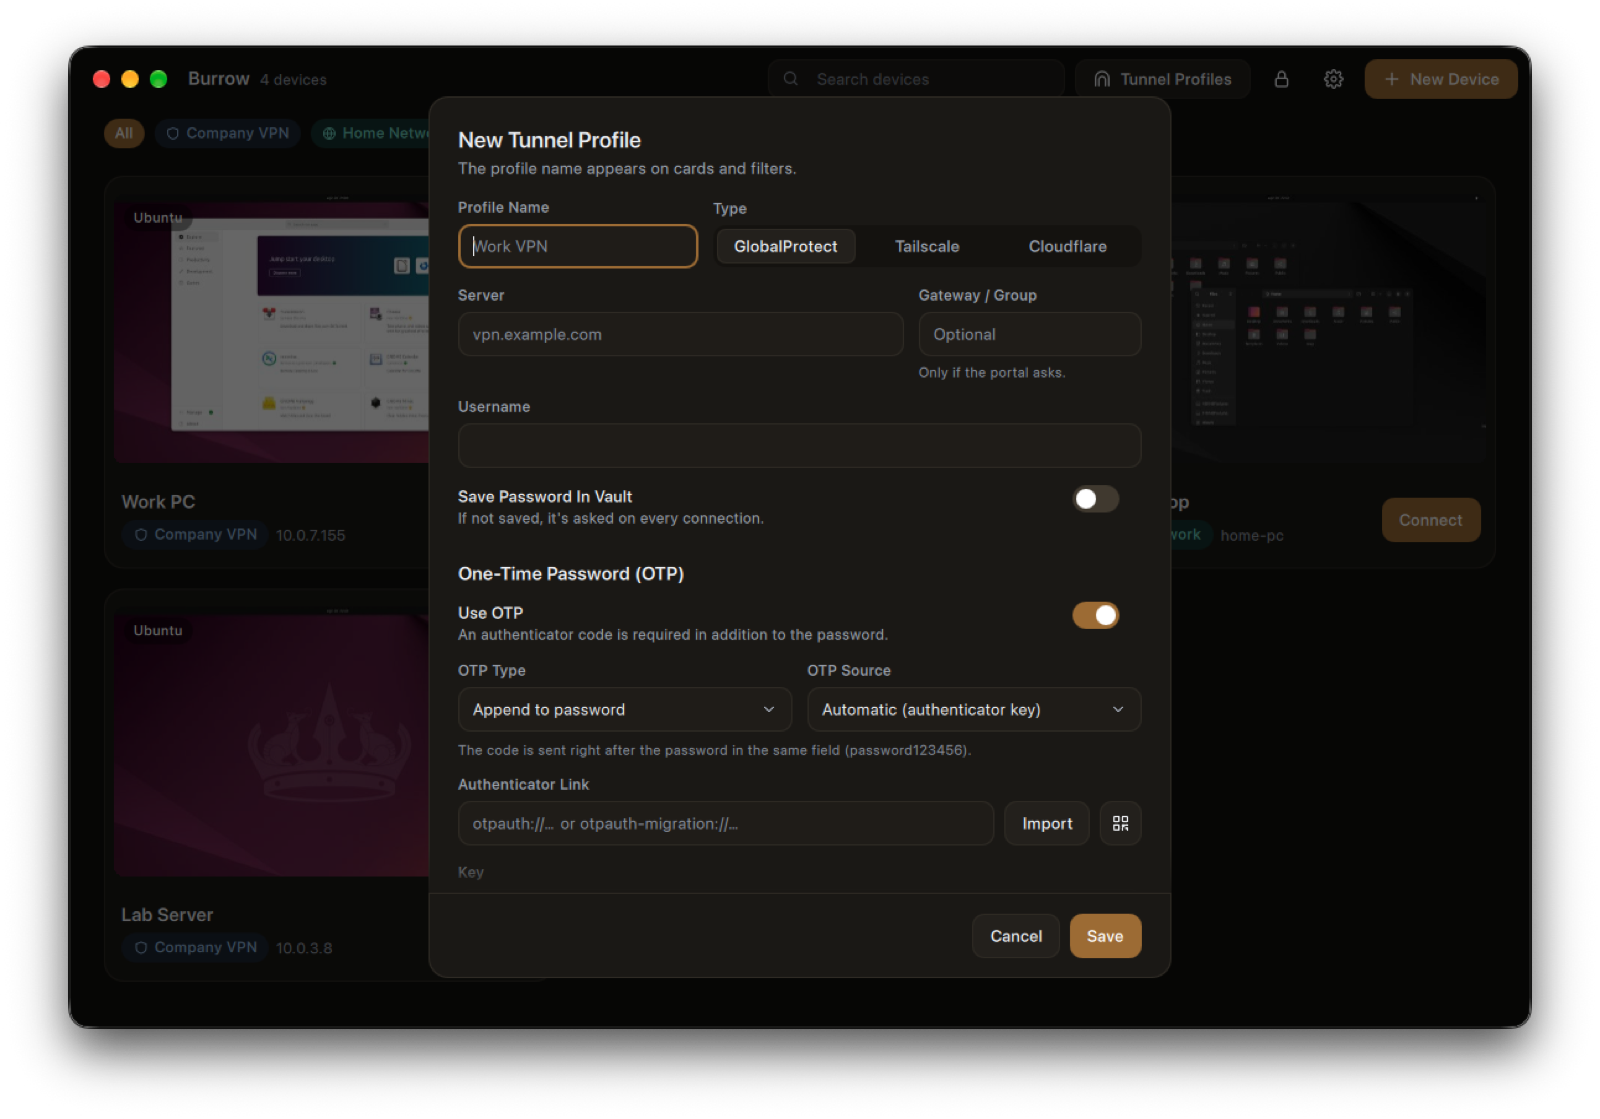 Burrow 4 devices
Search devices
Tunnel Profiles
New Device
All
Company VPN
Home Netw
New Tunnel Profile
The profile name appears on cards and filters.
Profile Name
Type
Work VPN
GlobalProtect
Tailscale
Cloudflare
Server
Gateway / Group
vpn.example.com
Optional
Only if the portal asks.
Username
Save Password In Vault
If not saved, it's asked on every connection.
One-Time Password (OTP)
Use OTP
An authenticator code is required in addition to the password.
OTP Type
OTP Source
Append to password
Automatic (authenticator key)
The code is sent right after the password in the same field (password123456).
Authenticator Link
otpauth://... or otpauth-migration://...
Import
Key
Cancel
Save
Ubuntu
Jump start your desktop
Work PC
Company VPN 10.0.7.155
op
work home-pc
Connect
Ubuntu
Lab Server
Company VPN 10.0.3.8